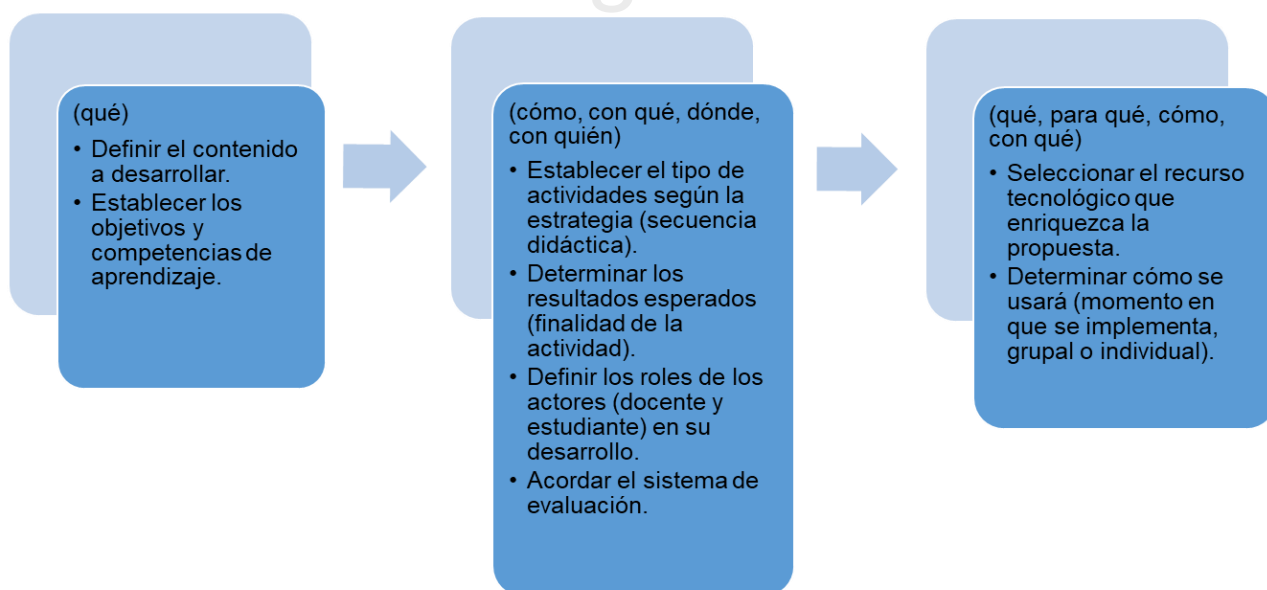 (qué)
• Definir el contenido
a desarrollar.
• Establecer los
objetivos y
competencias de
aprendizaje.
(cómo, con qué, dónde,
con quién)
• Establecer el tipo de
actividades según la
estrategia (secuencia
didáctica).
• Determinar los
resultados esperados
(finalidad de la
actividad).
• Definir los roles de los
actores (docente y
estudiante) en su
desarrollo.
• Acordar el sistema de
evaluación.
(qué, para qué, cómo,
con qué)
• Seleccionar el recurso
tecnológico que
enriquezca la
propuesta.
• Determinar cómo se
usará (momento en
que se implementa,
grupal o individual).